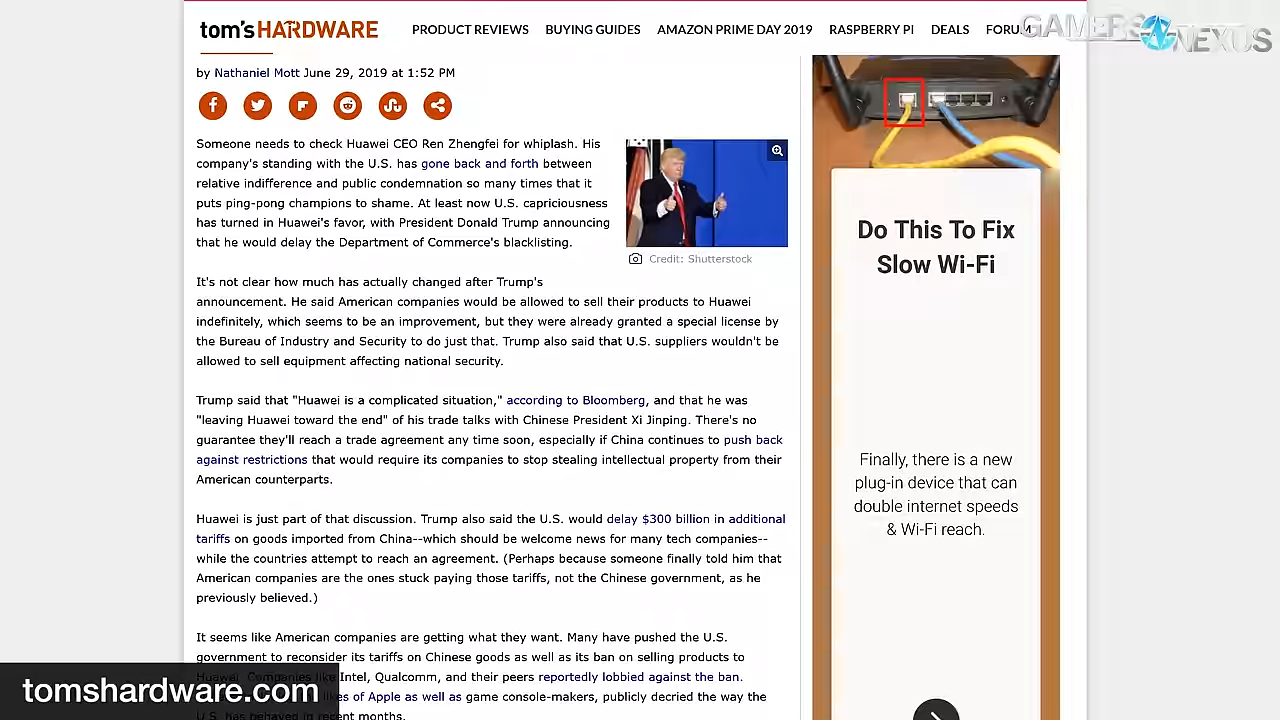 tom's HARDWARE
PRODUCT REVIEWS BUYING GUIDES AMAZON PRIME DAY 2019 RASPBERRY PI DEALS FORUM
GAMERS NEXUS
by Nathaniel Mott June 29, 2019 at 1:52 PM
Someone needs to check Huawei CEO Ren Zhengfei for whiplash. His
company's standing with the U.S. has gone back and forth between
relative indifference and public condemnation so many times that it
puts ping-pong champions to shame. At least now U.S. capriciousness
has turned in Huawei's favor, with President Donald Trump announcing
that he would delay the Department of Commerce's blacklisting.
Credit: Shutterstock
It's not clear how much has actually changed after Trump's
announcement. He said American companies would be allowed to sell their products to Huawei
indefinitely, which seems to be an improvement, but they were already granted a special license by
the Bureau of Industry and Security to do just that. Trump also said that U.S. suppliers wouldn't be
allowed to sell equipment affecting national security.
Trump said that "Huawei is a complicated situation," according to Bloomberg, and that he was
"leaving Huawei toward the end" of his trade talks with Chinese President Xi Jinping. There's no
guarantee they'll reach a trade agreement any time soon, especially if China continues to push back
against restrictions that would require its companies to stop stealing intellectual property from their
American counterparts.
Huawei is just part of that discussion. Trump also said the U.S. would delay $300 billion in additional
tariffs on goods imported from China--which should be welcome news for many tech companies--
while the countries attempt to reach an agreement. (Perhaps because someone finally told him that
American companies are the ones stuck paying those tariffs, not the Chinese government, as he
previously believed.)
It seems like American companies are getting what they want. Many have pushed the U.S.
government to reconsider its tariffs on Chinese goods as well as its ban on selling products to
Huawei. Companies like Intel, Qualcomm, and their peers reportedly lobbied against the ban.
of Apple as well as game console-makers, publicly decried the way the
U.S. has behaved in recent months.
Do This To Fix
Slow Wi-Fi
Finally, there is a new
plug-in device that can
double internet speeds
& Wi-Fi reach.
tomshardware.com